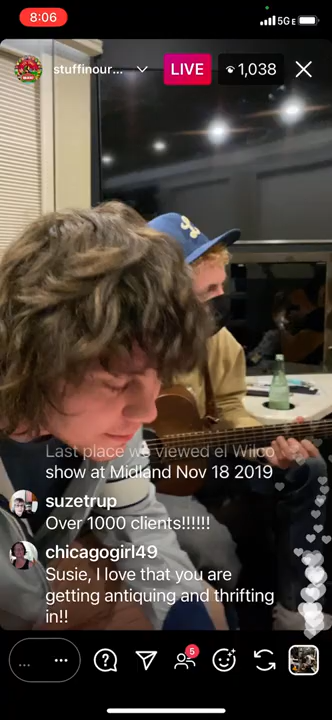 8:06
5G E
stuffinour...
LIVE
1,038
Last place we viewed el Wilco
show at Midland Nov 18 2019
suzetrup
Over 1000 clients!!!!!!
chicagogirl49
Susie, I love that you are
getting antiquing and thrifting
in!!
...
5